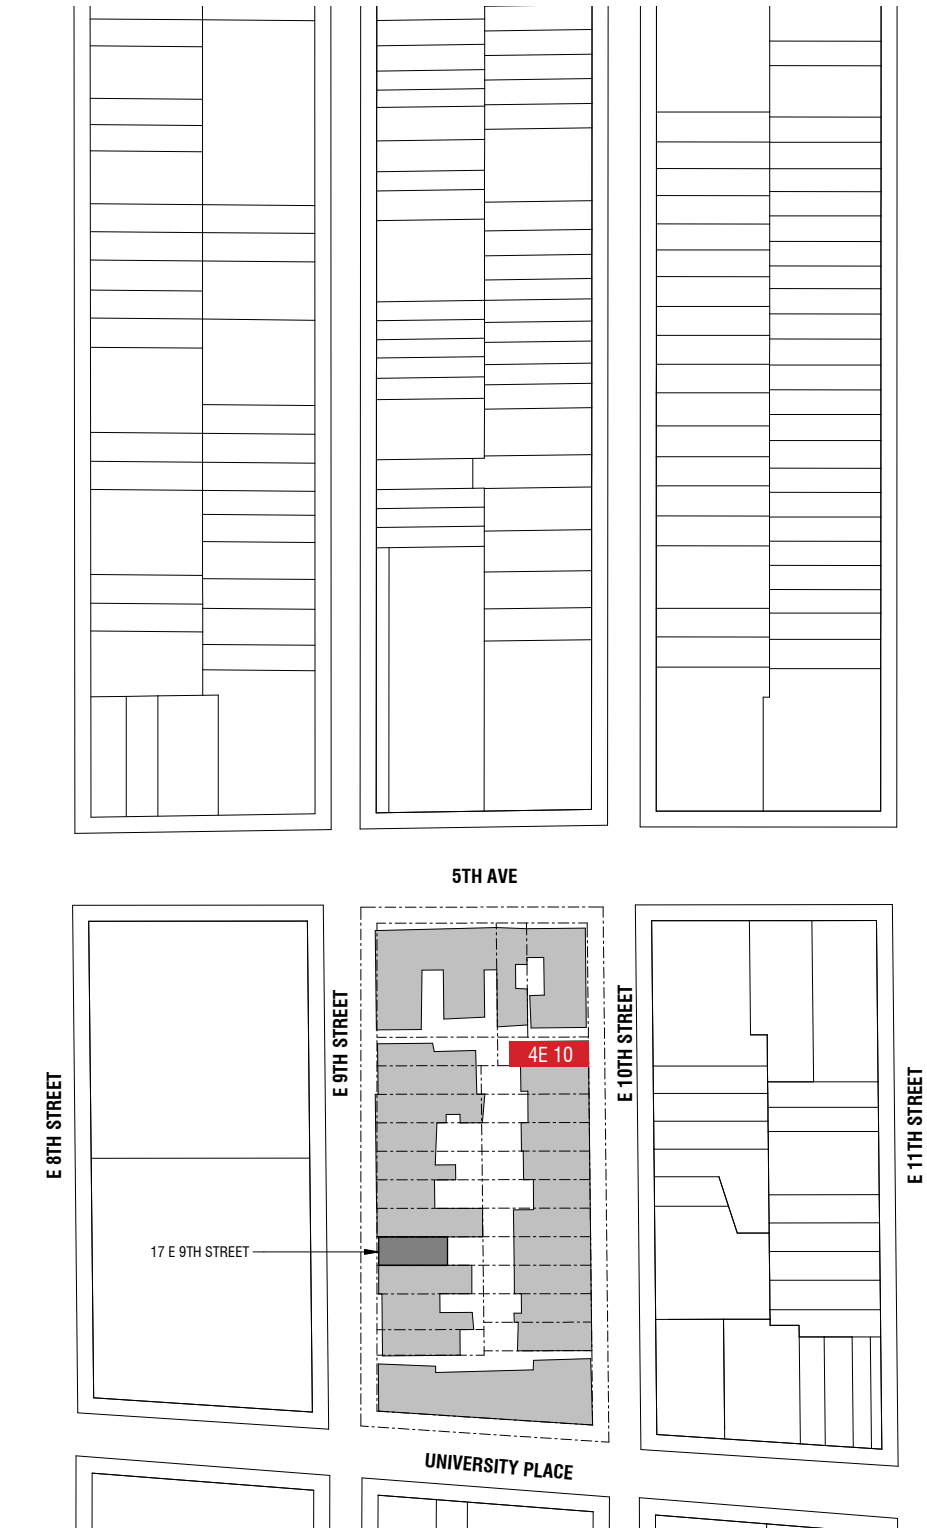 5TH AVE
E 9TH STREET
E 10TH STREET
4E 10
E 8TH STREET
E 11TH STREET
17 E 9TH STREET
UNIVERSITY PLACE